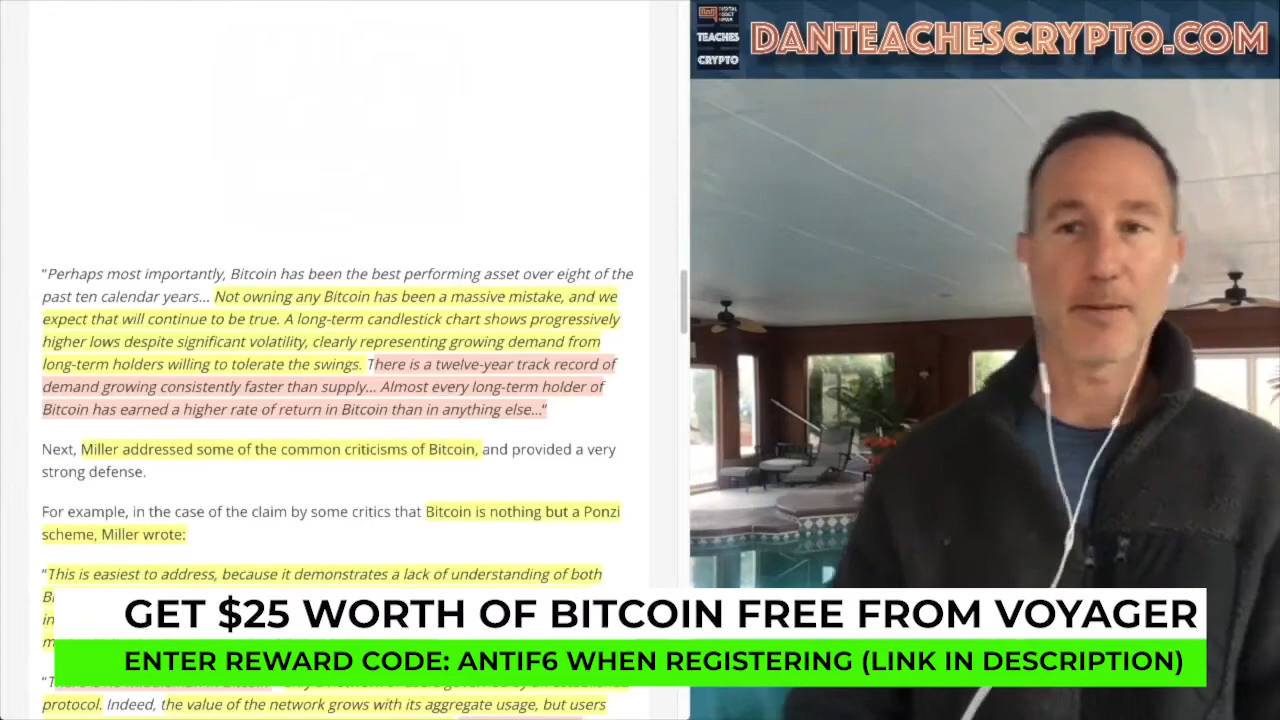 "Perhaps most importantly, Bitcoin has been the best performing asset over eight of the
past ten calendar years... Not owning any Bitcoin has been a massive mistake, and we
expect that will continue to be true. A long-term candlestick chart shows progressively
higher lows despite significant volatility, clearly representing growing demand from
long-term holders willing to tolerate the swings. There is a twelve-year track record of
demand growing consistently faster than supply... Almost every long-term holder of
Bitcoin has earned a higher rate of return in Bitcoin than in anything else..."
Next, Miller addressed some of the common criticisms of Bitcoin, and provided a very
strong defense.
For example, in the case of the claim by some critics that Bitcoin is nothing but a Ponzi
scheme, Miller wrote:
"This is easiest to address, because it demonstrates a lack of understanding of both
protocol. Indeed, the value of the network grows with its aggregate usage, but users
DIGITAL
ASSET
NEWS
TEACHES
CRYPTO
DANTEACHESCRYPTO.COM
GET $25 WORTH OF BITCOIN FREE FROM VOYAGER
ENTER REWARD CODE: ANTIF6 WHEN REGISTERING (LINK IN DESCRIPTION)